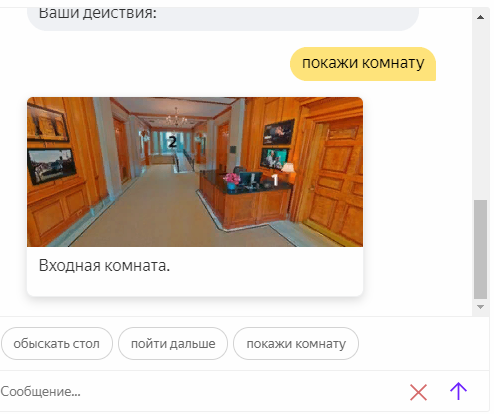 Ваши действия:
покажи комнату
2
1
Входная комната.
обыскать стол
пойти дальше
покажи комнату
Сообщение...